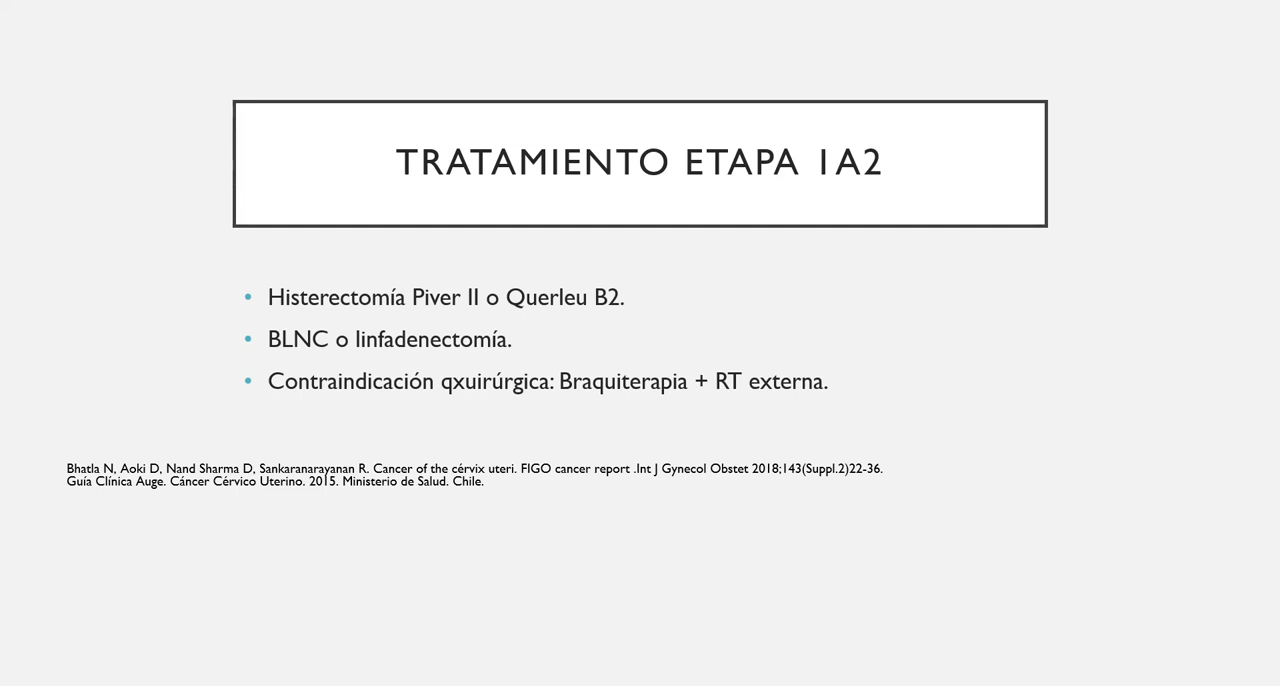 TRATAMIENTO ETAPA 1A2
• Histerectomía Piver II o Querleu B2.
• BLNC o linfadenectomía.
• Contraindicación qxuirúrgica: Braquiterapia + RT externa.
Bhatla N, Aoki D, Nand Sharma D, Sankaranarayanan R. Cancer of the cérvix uteri. FIGO cancer report .Int J Gynecol Obstet 2018;143(Suppl.2)22-36.
Guía Clínica Auge. Cáncer Cérvico Uterino. 2015. Ministerio de Salud. Chile.